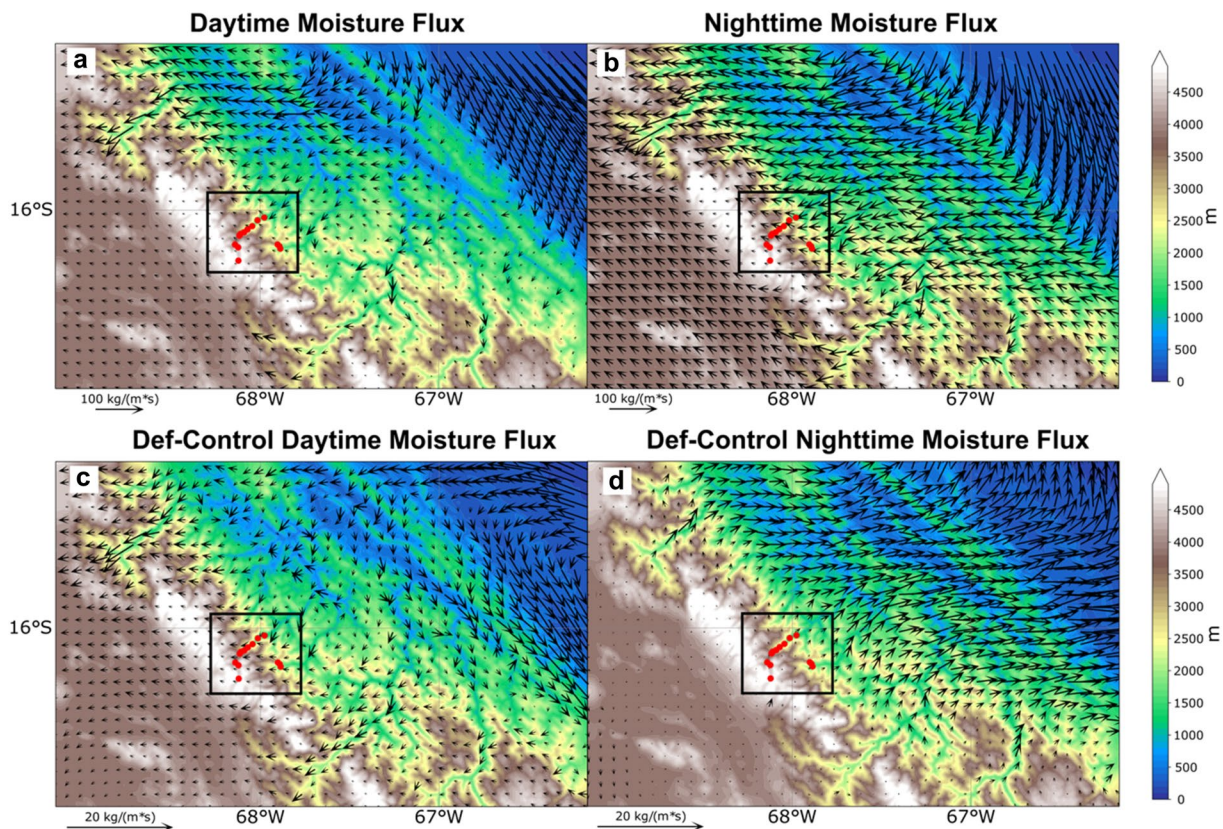 Daytime Moisture Flux
Nighttime Moisture Flux
a
b
4500
4000
3500
3000
2500
2000
1500
1000
500
0
m
16°S
100 kg/(m*s)
68°W
67°W
100 kg/(m*s)
68°W
67°W
Def-Control Daytime Moisture Flux
Def-Control Nighttime Moisture Flux
c
d
4500
4000
3500
3000
2500
2000
1500
1000
500
0
m
16°S
20 kg/(m*s)
68°W
67°W
20 kg/(m*s)
68°W
67°W